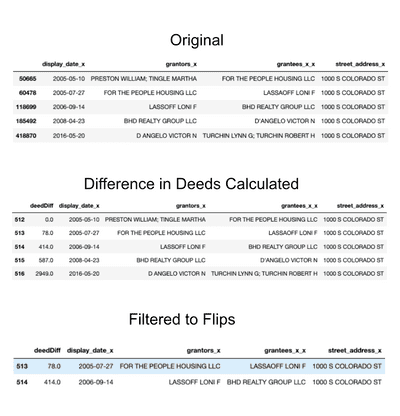 Original
display_date_x grantors_x grantees_x_x street_address_x
50665 2005-05-10 PRESTON WILLIAM; TINGLE MARTHA FOR THE PEOPLE HOUSING LLC 1000 S COLORADO ST
60478 2005-07-27 FOR THE PEOPLE HOUSING LLC LASSAOFF LONI F 1000 S COLORADO ST
118699 2006-09-14 LASSOFF LONI F BHD REALTY GROUP LLC 1000 S COLORADO ST
185492 2008-04-23 BHD REALTY GROUP LLC D'ANGELO VICTOR N 1000 S COLORADO ST
418870 2016-05-20 D ANGELO VICTOR N TURCHIN LYNN G; TURCHIN ROBERT H 1000 S COLORADO ST
Difference in Deeds Calculated
deedDiff display_date_x grantors_x grantees_x_x street_address_x
512 0.0 2005-05-10 PRESTON WILLIAM; TINGLE MARTHA FOR THE PEOPLE HOUSING LLC 1000 S COLORADO ST
513 78.0 2005-07-27 FOR THE PEOPLE HOUSING LLC LASSAOFF LONI F 1000 S COLORADO ST
514 414.0 2006-09-14 LASSOFF LONI F BHD REALTY GROUP LLC 1000 S COLORADO ST
515 587.0 2008-04-23 BHD REALTY GROUP LLC D'ANGELO VICTOR N 1000 S COLORADO ST
516 2949.0 2016-05-20 D ANGELO VICTOR N TURCHIN LYNN G; TURCHIN ROBERT H 1000 S COLORADO ST
Filtered to Flips
deedDiff display_date_x grantors_x grantees_x_x street_address_x
513 78.0 2005-07-27 FOR THE PEOPLE HOUSING LLC LASSAOFF LONI F 1000 S COLORADO ST
514 414.0 2006-09-14 LASSOFF LONI F BHD REALTY GROUP LLC 1000 S COLORADO ST